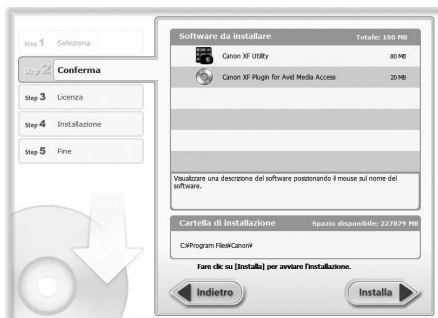 Step 1 Seleziona
Step 2 Conferma
Step 3 Licenza
Step 4 Installazione
Step 5 Fine
Software da installare Totale: 100 MB
Canon XF Utility 80 MB
Canon XF Plugin for Avid Media Access 20 MB
Visualizzare una descrizione del software posizionando il mouse sul nome del
software.
Cartella di installazione Spazio disponibile: 227879 MB
C:¥Program Files¥Canon¥
Fare clic su [Installa] per avviare l'installazione.
Indietro
Installa